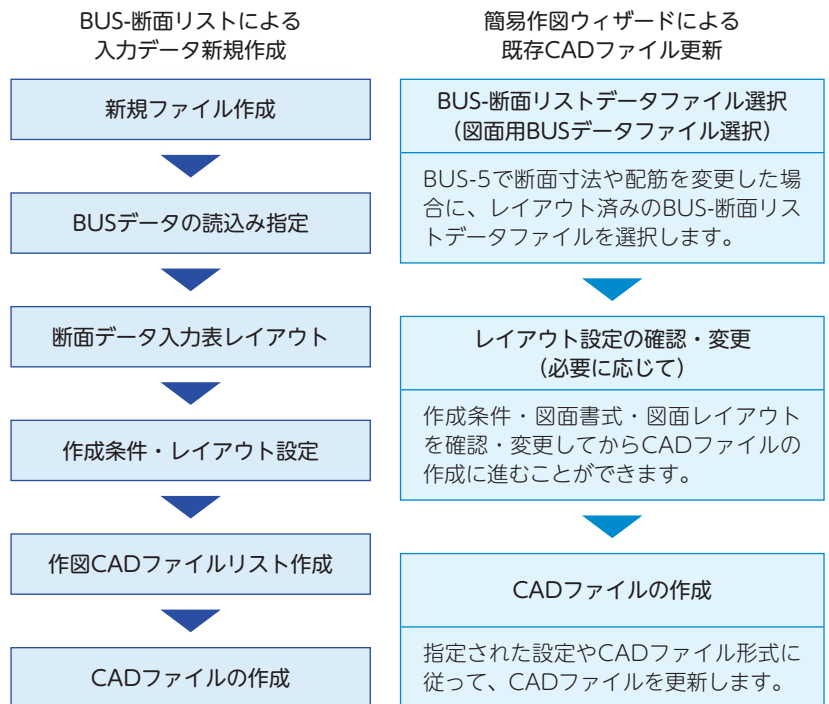 BUS-断面リストによる
入力データ新規作成
新規ファイル作成
BUSデータの読込み指定
断面データ入力表レイアウト
作成条件・レイアウト設定
作図CADファイルリスト作成
CADファイルの作成
簡易作図ウィザードによる
既存CADファイル更新
BUS-断面リストデータファイル選択
（図面用BUSデータファイル選択）
BUS-5で断面寸法や配筋を変更した場
合に、レイアウト済みのBUS-断面リス
トデータファイルを選択します。
レイアウト設定の確認・変更
（必要に応じて）
作成条件・図面書式・図面レイアウト
を確認・変更してからCADファイルの
作成に進むことができます。
CADファイルの作成
指定された設定やCADファイル形式に
従って、CADファイルを更新します。